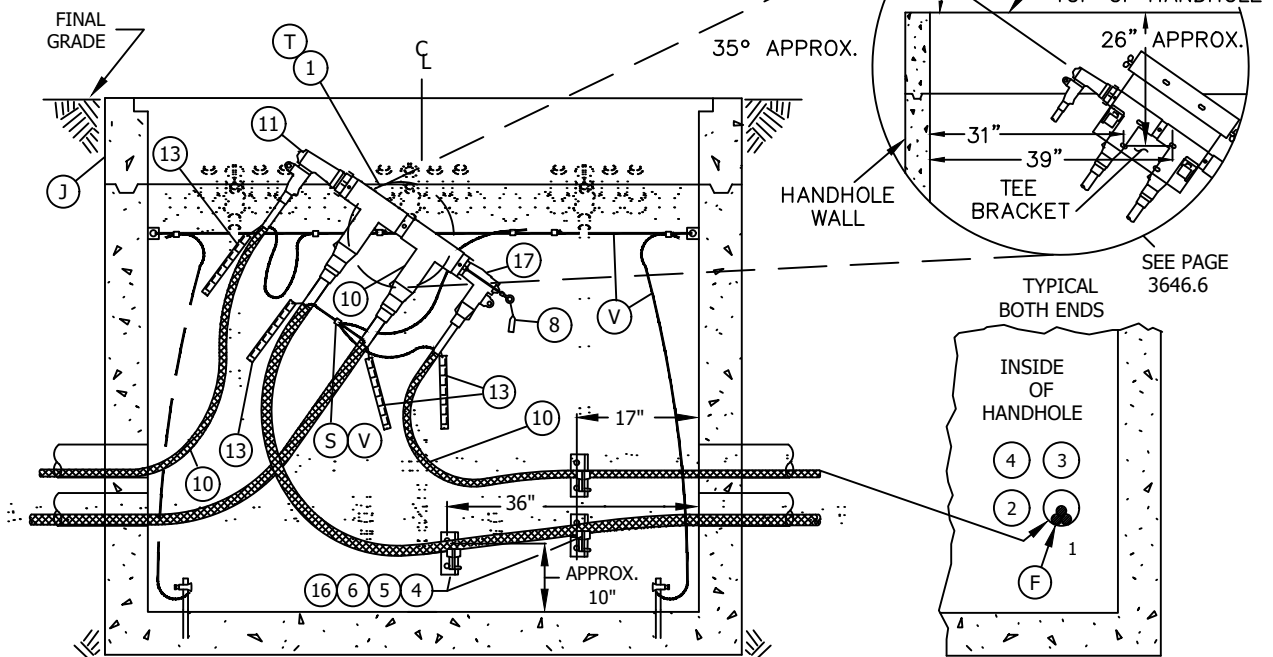 FINAL
GRADE
T
1
C
L
35° APPROX.
26” APPROX.
11
13
31”
39”
J
HANDHOLE
WALL
TEE
BRACKET
17
10
8
V
SEE PAGE
3646.6
TYPICAL
BOTH ENDS
INSIDE
OF
HANDHOLE
13
13
S
V
10
17"
4
3
10
36"
2
1
16
6
5
4
APPROX.
10"
F